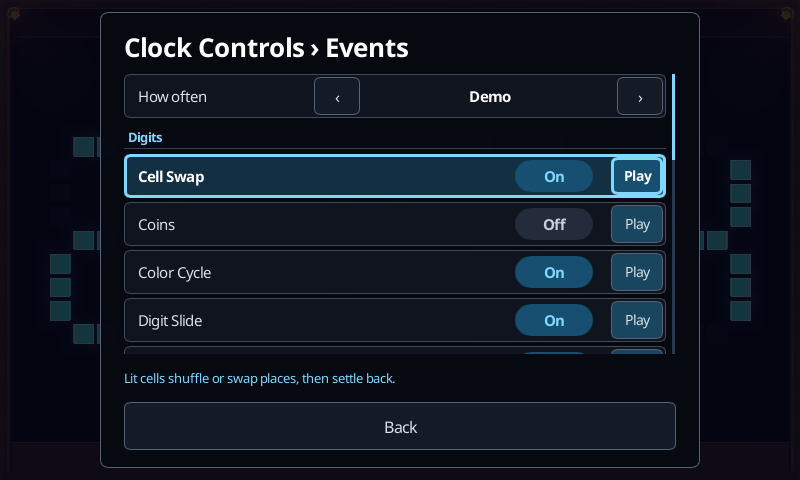 Clock Controls › Events
How often ‹ Demo ›
Digits
Cell Swap On Play
Coins Off Play
Color Cycle On Play
Digit Slide On Play
Lit cells shuffle or swap places, then settle back.
Back